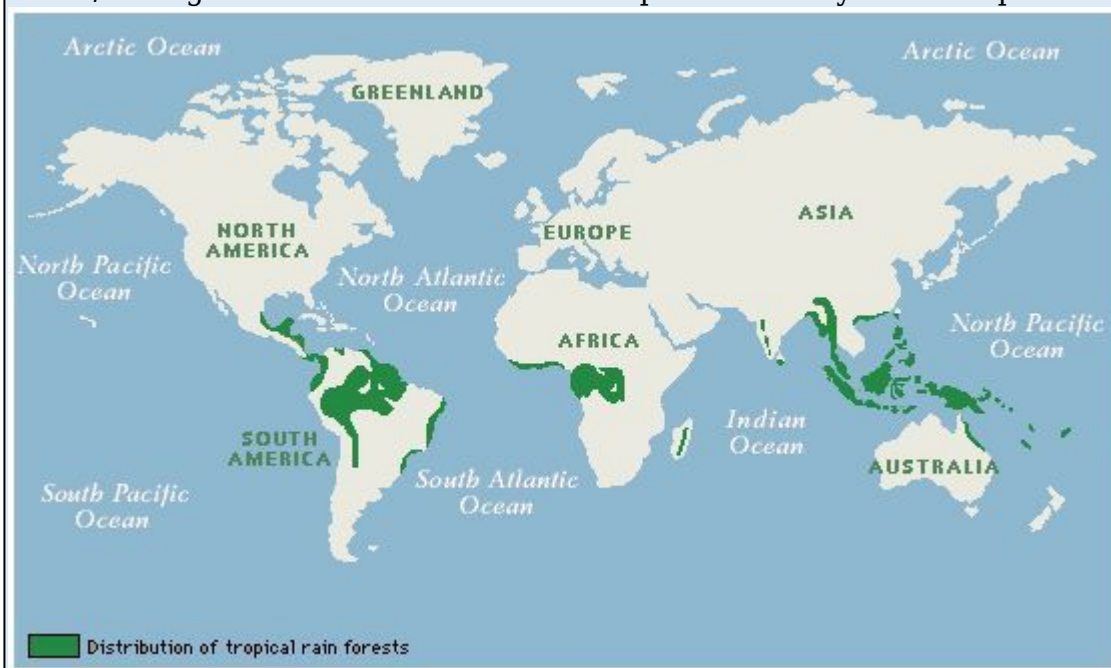 Arctic Ocean
Arctic Ocean
GREENLAND
NORTH
AMERICA
EUROPE
ASIA
North Pacific
Ocean
North Atlantic
Ocean
AFRICA
North Pacific
Ocean
SOUTH
AMERICA
Indian
Ocean
AUSTRALIA
South Pacific
Ocean
South Atlantic
Ocean
Distribution of tropical rain forests